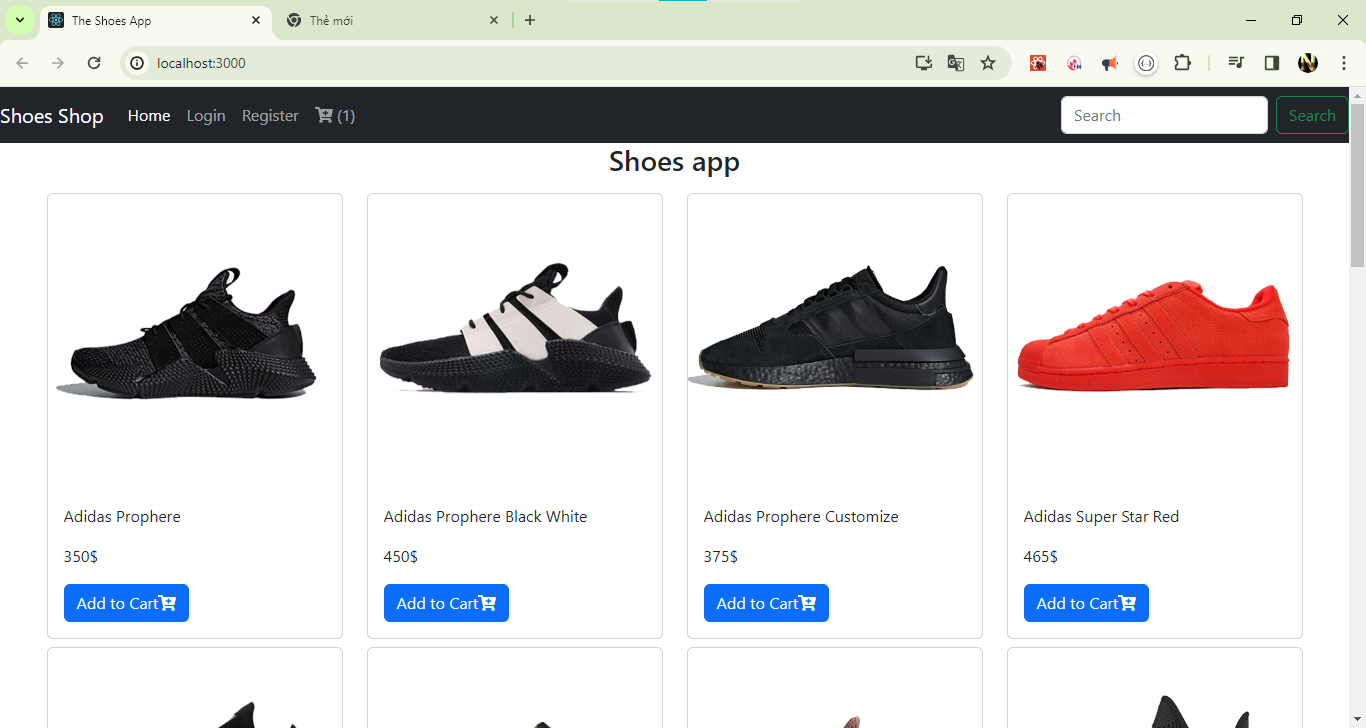 The Shoes App
Thẻ mới
localhost:3000
Shoes Shop Home Login Register (1) Search Search
Shoes app
Adidas Prophere
350$
Add to Cart
Adidas Prophere Black White
450$
Add to Cart
Adidas Prophere Customize
375$
Add to Cart
Adidas Super Star Red
465$
Add to Cart